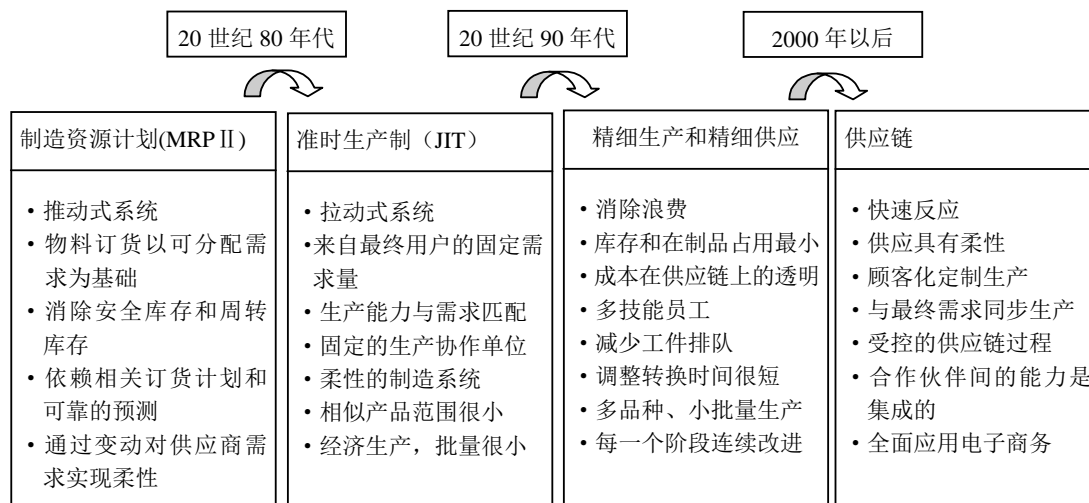 20 世纪 80 年代
20 世纪 90 年代
2000 年以后
制造资源计划(MRPⅡ)
·推动式系统
·物料订货以可分配需
求为基础
·消除安全库存和周转
库存
·依赖相关订货计划和
可靠的预测
·通过变动对供应商需
求实现柔性
准时生产制（JIT）
·拉动式系统
·来自最终用户的固定需
求量
·生产能力与需求匹配
·固定的生产协作单位
·柔性的制造系统
·相似产品范围很小
·经济生产，批量很小
精细生产和精细供应
·消除浪费
·库存和在制品占用最小
·成本在供应链上的透明
·多技能员工
·减少工件排队
·调整转换时间很短
·多品种、小批量生产
·每一个阶段连续改进
供应链
·快速反应
·供应具有柔性
·顾客化定制生产
·与最终需求同步生产
·受控的供应链过程
·合作伙伴间的能力是
集成的
·全面应用电子商务